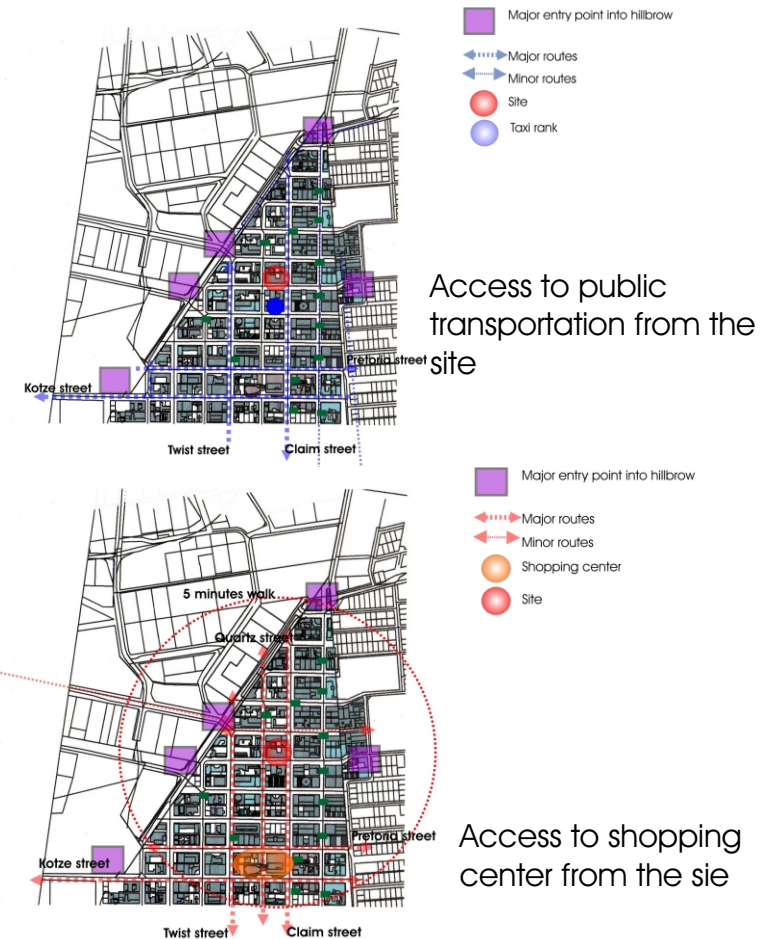 Major entry point into hillbrow
Major routes
Minor routes
Site
Taxi rank
Access to public
transportation from the
site
Pretoria street
Kotze street
Twist street
Claim street
Major entry point into hillbrow
Major routes
Minor routes
Shopping center
Site
5 minutes walk
Quartz street
Pretoria street
Access to shopping
center from the sie
Kotze street
Twist street
Claim street